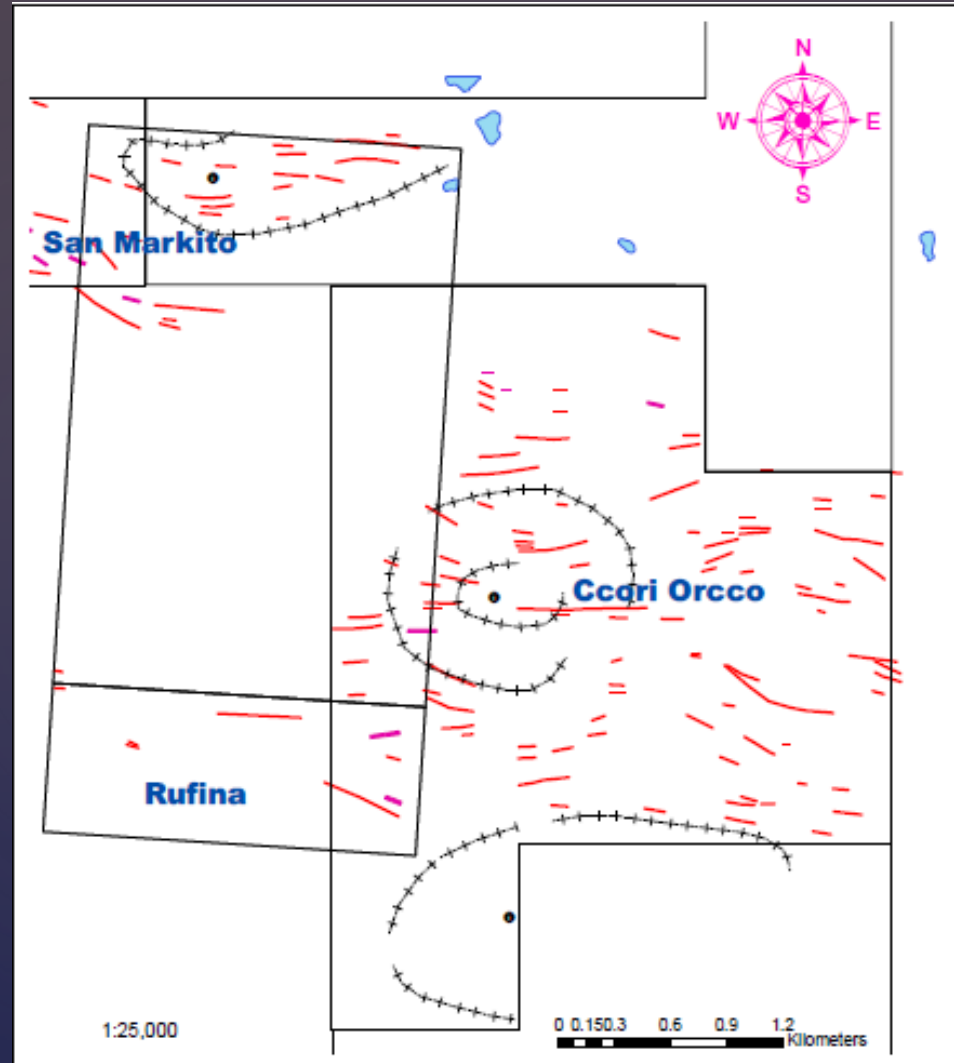 N
W E
S
San Markito
Ccori Orcco
Rufina
1:25,000
0 0.150.3 0.6 0.9 1.2
Kilometers